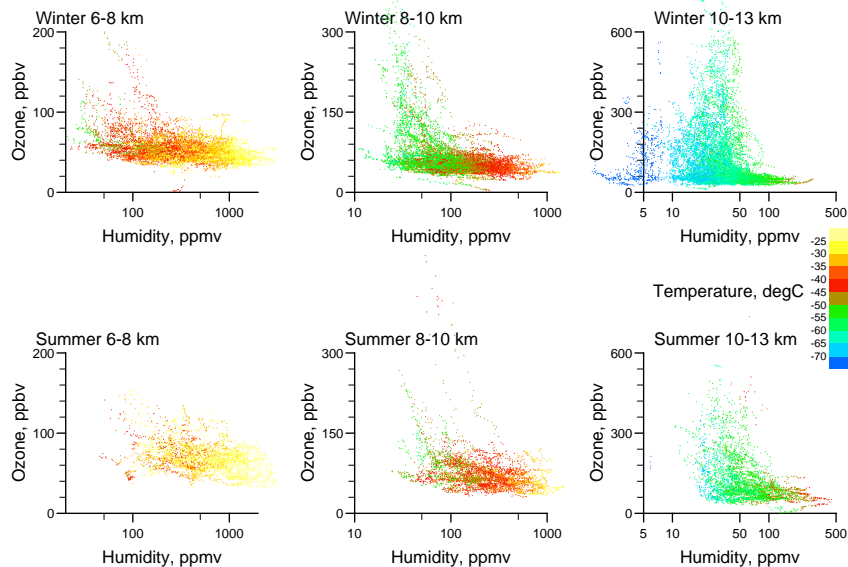 Winter 6-8 km
200
100
0
Ozone, ppbv
100
1000
Humidity, ppmv
Winter 8-10 km
300
150
0
Ozone, ppbv
10
100
1000
Humidity, ppmv
Winter 10-13 km
600
300
0
Ozone, ppbv
5
10
50
100
500
Humidity, ppmv
Temperature, degC
-25
-30
-35
-40
-45
-50
-55
-60
-65
-70
Summer 6-8 km
200
100
0
Ozone, ppbv
100
1000
Humidity, ppmv
Summer 8-10 km
300
150
0
Ozone, ppbv
10
100
1000
Humidity, ppmv
Summer 10-13 km
600
300
0
Ozone, ppbv
5
10
50
100
500
Humidity, ppmv